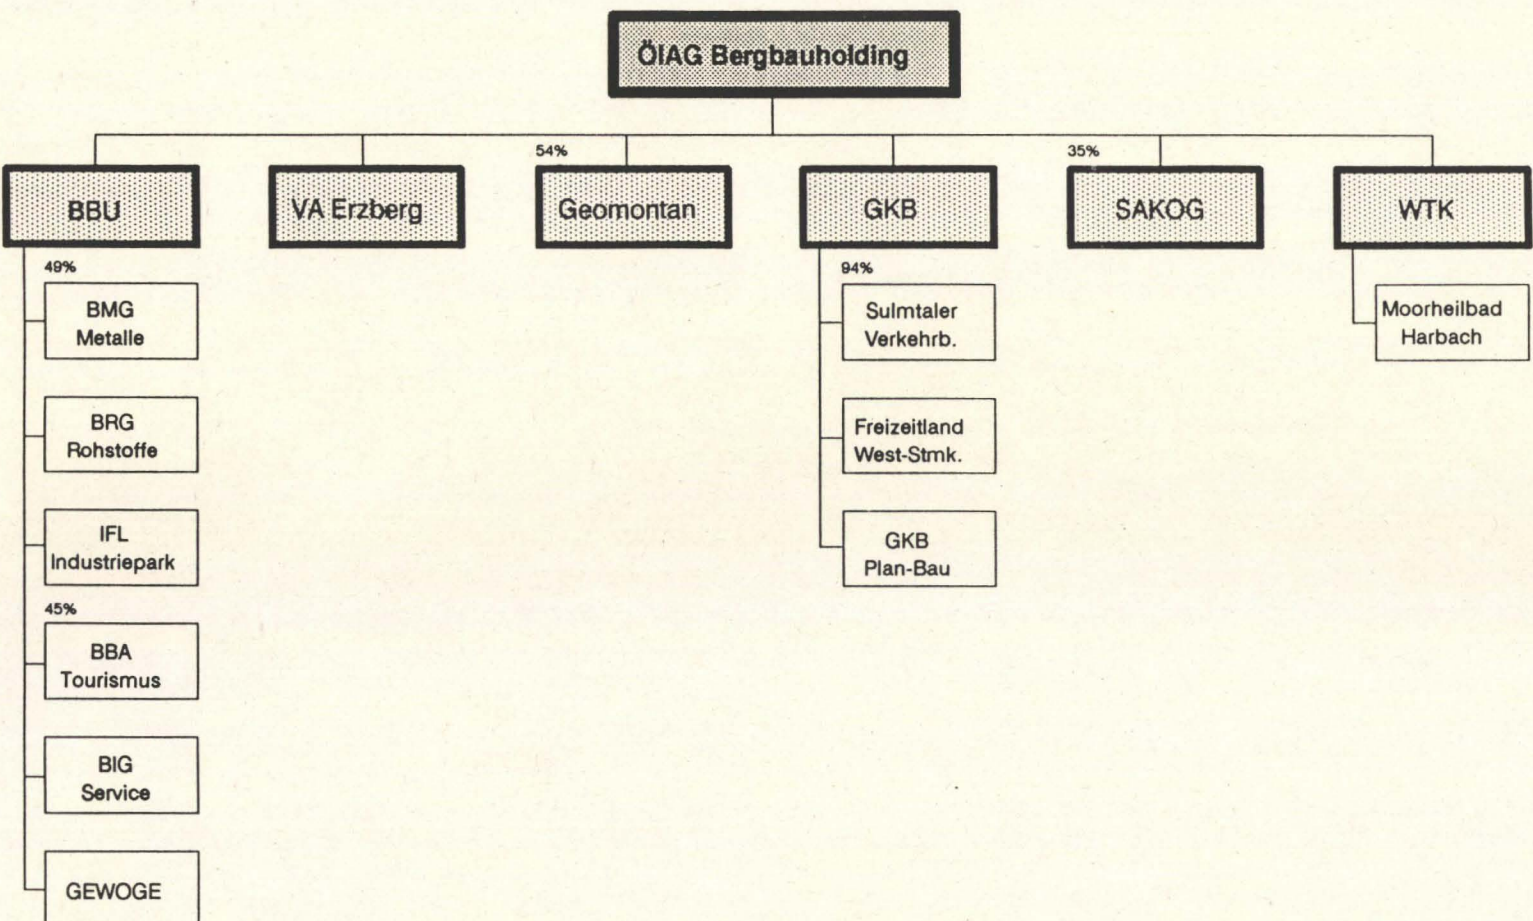 ÖIAG Bergbauholding
54%
35%
BBU
VA Erzberg
Geomontan
GKB
SAKOG
WTK
49%
BMG
Metalle
BRG
Rohstoffe
IFL
Industriepark
45%
BBA
Tourismus
BIG
Service
GEWOGE
94%
Sulmtaler
Verkehrb.
Freizeitland
West-Stmk.
GKB
Plan-Bau
Moorheilbad
Harbach